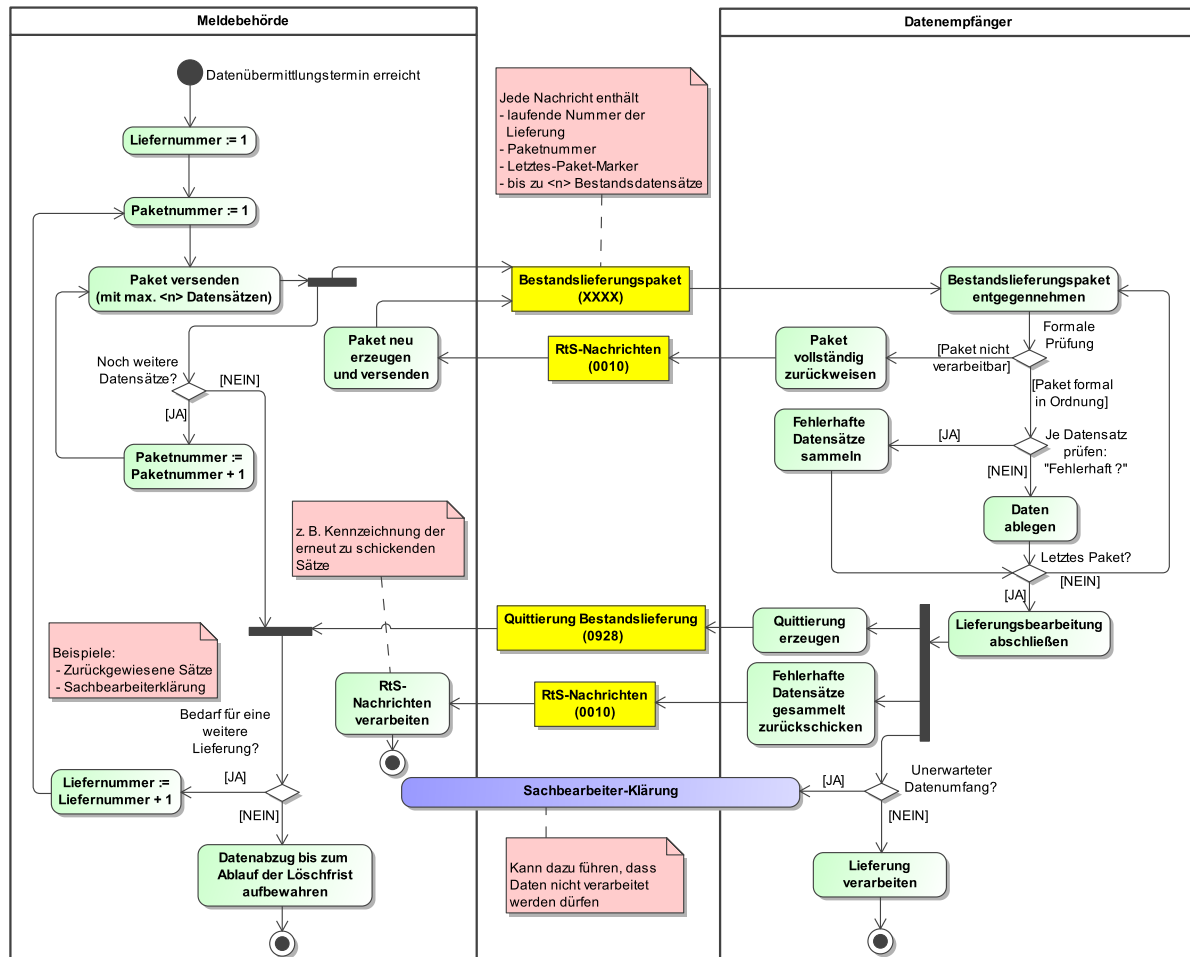 Meldebehörde
Datenempfänger
Datenübermittlungstermin erreicht
Liefernummer := 1
Paketnummer := 1
Paket versenden
(mit max. <n> Datensätzen)
Noch weitere
Datensätze?
[NEIN]
[JA]
Paketnummer :=
Paketnummer + 1
Jede Nachricht enthält
- laufende Nummer der
Lieferung
- Paketnummer
- Letztes-Paket-Marker
- bis zu <n> Bestandsdatensätze
Bestandslieferungspaket
(XXXX)
Paket neu
erzeugen
und versenden
RtS-Nachrichten
(0010)
Paket
vollständig
zurückweisen
Bestandslieferungspaket
entgegennehmen
Formale
Prüfung
[Paket nicht
verarbeitbar]
[Paket formal
in Ordnung]
Fehlerhafte
Datensätze
sammeln
[JA]
Je Datensatz
prüfen:
"Fehlerhaft ?"
[NEIN]
Daten
ablegen
Letztes Paket?
[NEIN]
[JA]
z. B. Kennzeichnung der
erneut zu schickenden
Sätze
Quittierung Bestandslieferung
(0928)
Quittierung
erzeugen
Lieferungsbearbeitung
abschließen
Beispiele:
- Zurückgewiesene Sätze
- Sachbearbeiterklärung
RtS-
Nachrichten
verarbeiten
RtS-Nachrichten
(0010)
Fehlerhafte
Datensätze
gesammelt
zurückschicken
Bedarf für eine
weitere
Lieferung?
[JA]
Liefernummer :=
Liefernummer + 1
[NEIN]
Sachbearbeiter-Klärung
[JA]
Unerwarteter
Datenumfang?
[NEIN]
Datenabzug bis zum
Ablauf der Löschfrist
aufbewahren
Kann dazu führen, dass
Daten nicht verarbeitet
werden dürfen
Lieferung
verarbeiten